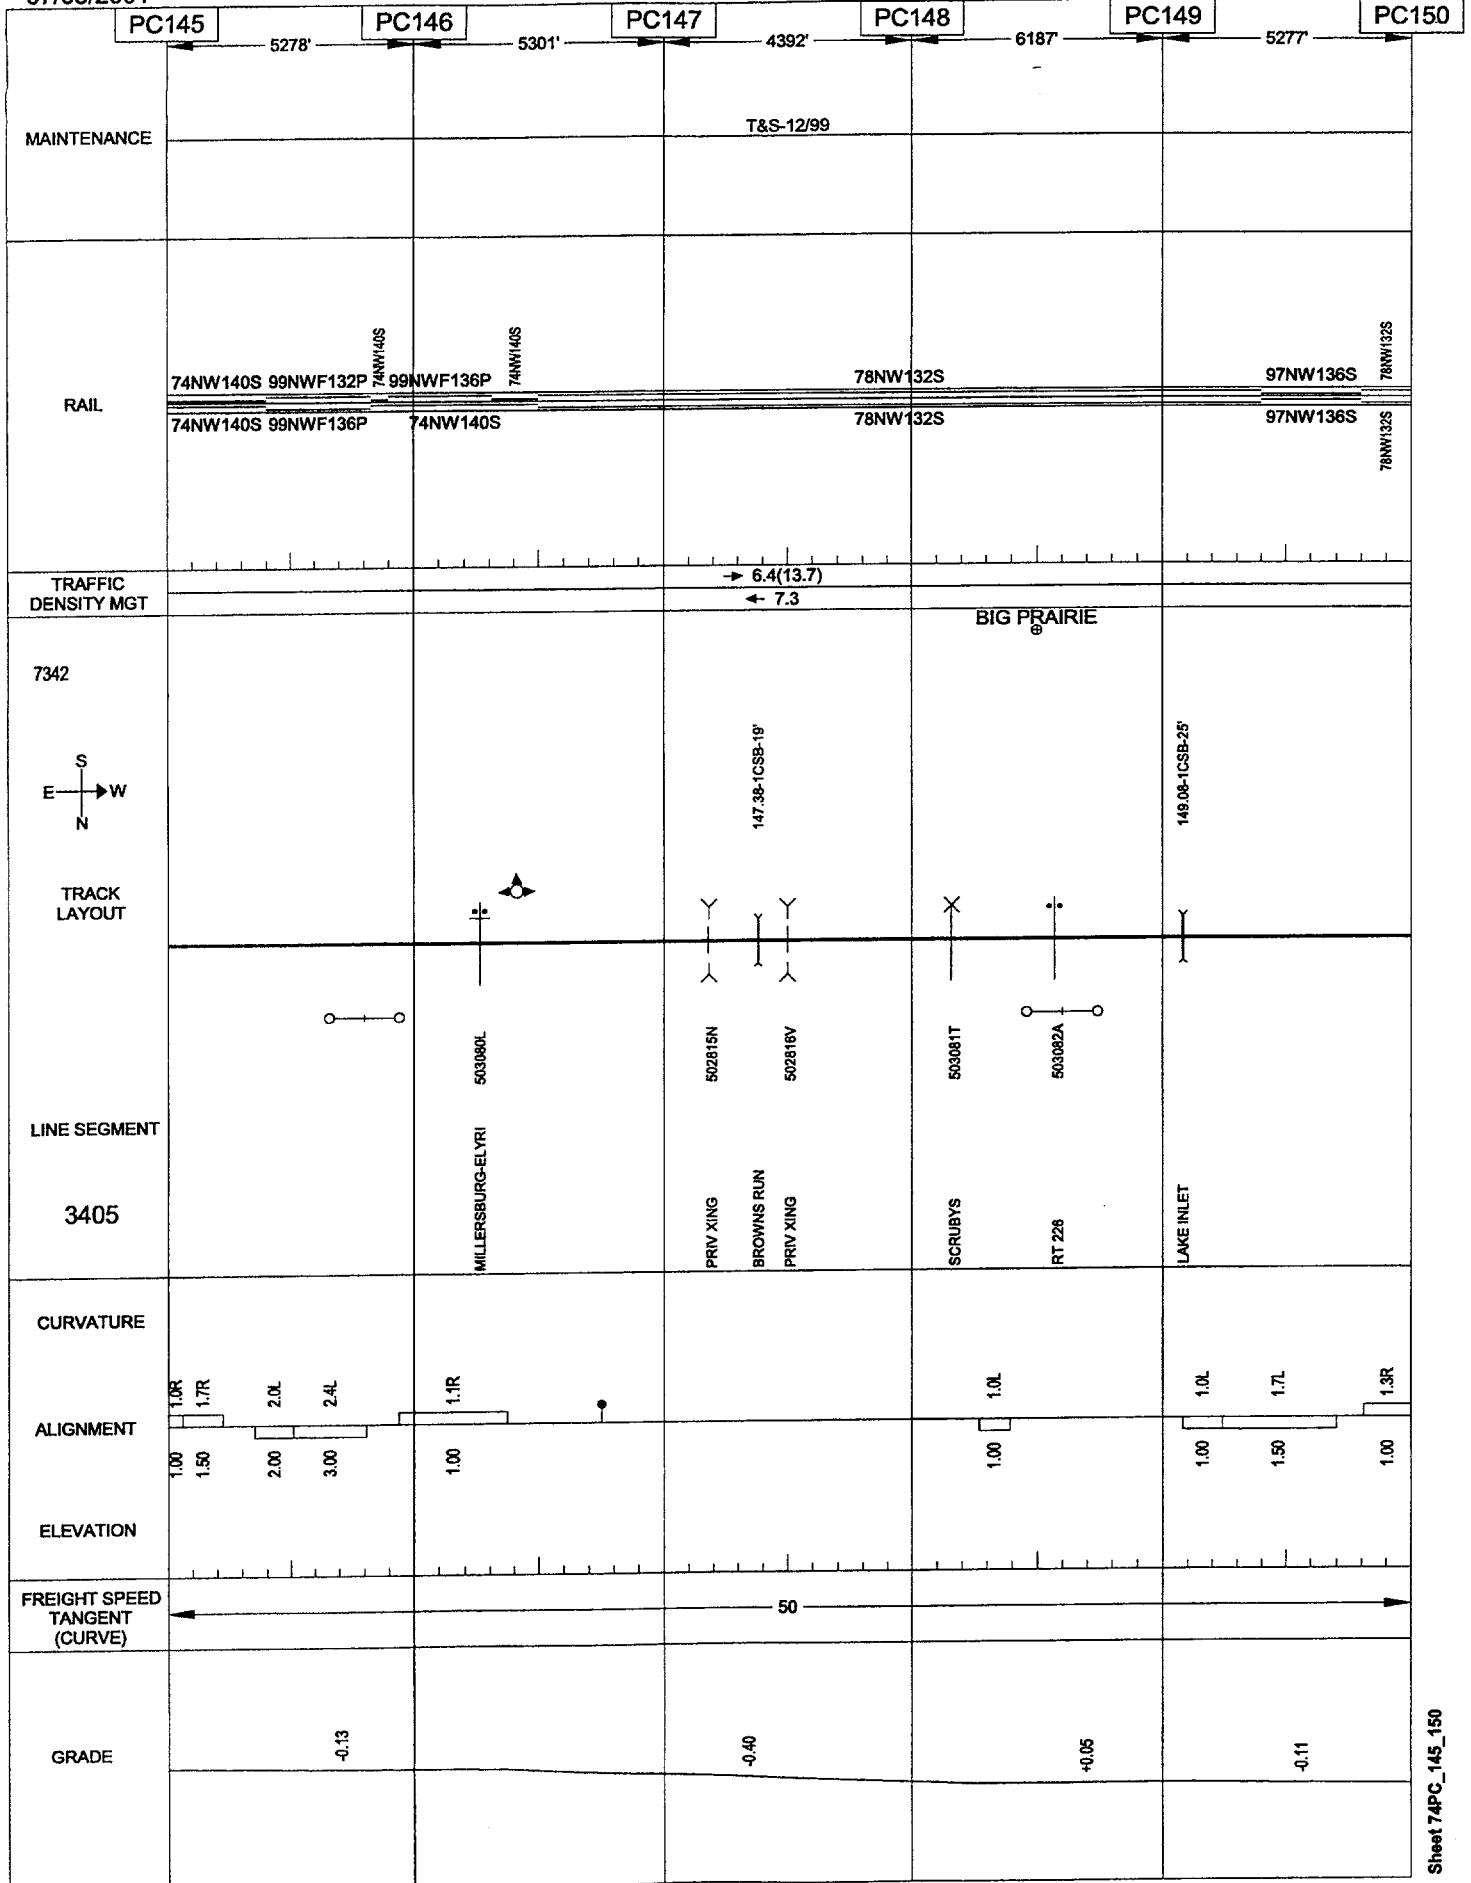 PC145 PC146 PC147 PC148 PC149 PC150
5278' 5301' 4392' 6187' 5277'
MAINTENANCE
T&S-12/99
74NW140S
74NW140S
78NW132S
74NW140S 99NWF132P 99NWF136P 78NW132S 97NW136S
RAIL
74NW140S 99NWF136P 74NW140S 78NW132S 97NW136S
78NW132S
TRAFFIC
DENSITY MGT
6.4(13.7)
7.3
BIG PRAIRIE
7342
S
E W
N
147.38-1CSB-19'
149.08-1CSB-25'
TRACK
LAYOUT
503080L
502815N
502816V
503081T
503082A
LINE SEGMENT
3405
MILLERSBURG-ELYRI
PRIV XING
BROWNS RUN
PRIV XING
SCRUBYS
RT 226
LAKE INLET
CURVATURE
1.0R
1.7R
2.0L
2.4L
1.1R
1.0L
1.0L
1.7L
1.3R
ALIGNMENT
1.00
1.50
2.00
3.00
1.00
1.00
1.00
1.50
1.00
ELEVATION
FREIGHT SPEED
TANGENT
(CURVE)
50
GRADE
-0.13
-0.40
+0.05
-0.11
Sheet 74PC_145_150